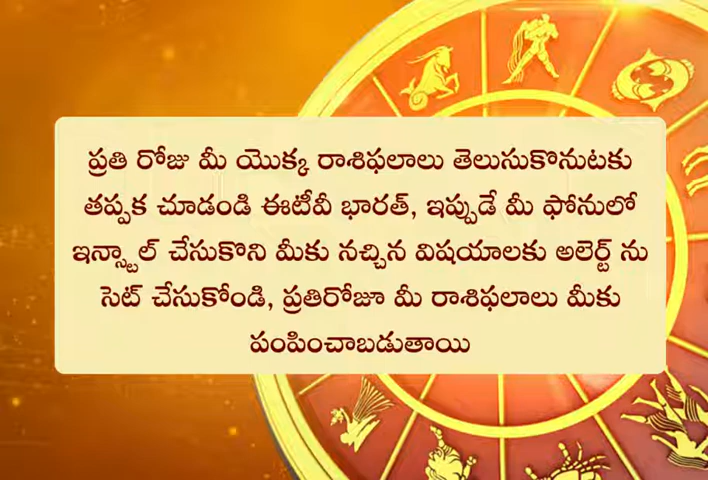 ప్రతి రోజు మీ యొక్క రాశిఫలాలు తెలుసుకొనుటకు
తప్పక చూడండి ఈటీవీ భారత్, ఇప్పుడే మీ ఫోనులో
ఇన్స్టాల్ చేసుకొని మీకు నచ్చిన విషయాలకు అలెర్ట్ ను
సెట్ చేసుకోండి, ప్రతిరోజూ మీ రాశిఫలాలు మీకు
పంపించాబడుతాయి